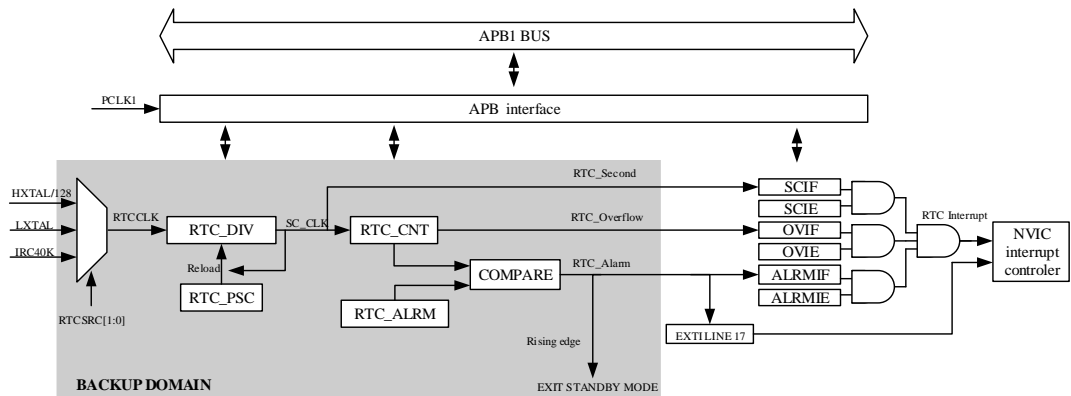 APB1 BUS
PCLK1
APB interface
HXTAL/128
LXTAL
IRC40K
RTCCLK
RTCSRC[1:0]
RTC_DIV
Reload
RTC_PSC
SC_CLK
RTC_CNT
RTC_ALRM
COMPARE
RTC_Second
RTC_Overflow
RTC_Alarm
Rising edge
EXIT STANDBY MODE
BACKUP DOMAIN
SCIF
SCIE
OVIF
OVIE
ALRMIF
ALRMIE
EXTI LINE 17
RTC Interrupt
NVIC
interrupt
controler